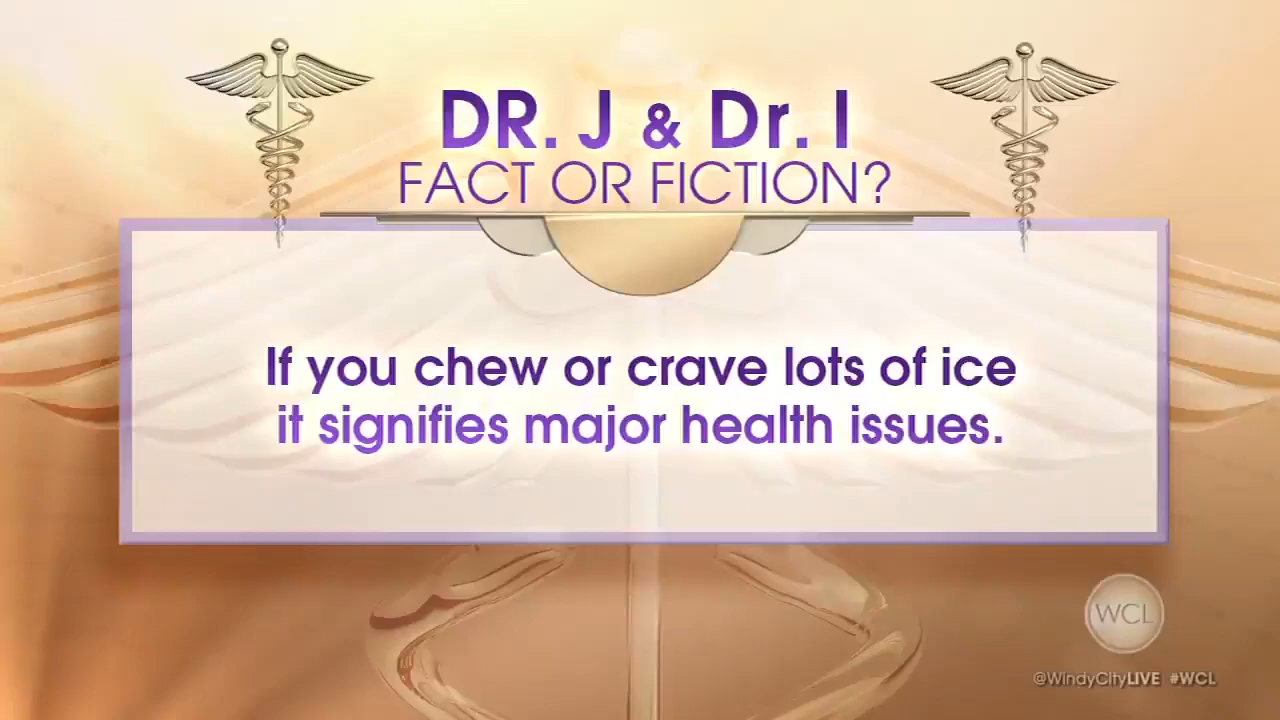 DR. J & Dr. I
FACT OR FICTION?
If you chew or crave lots of ice
it signifies major health issues.
WCL
@WindyCityLIVE #WCL